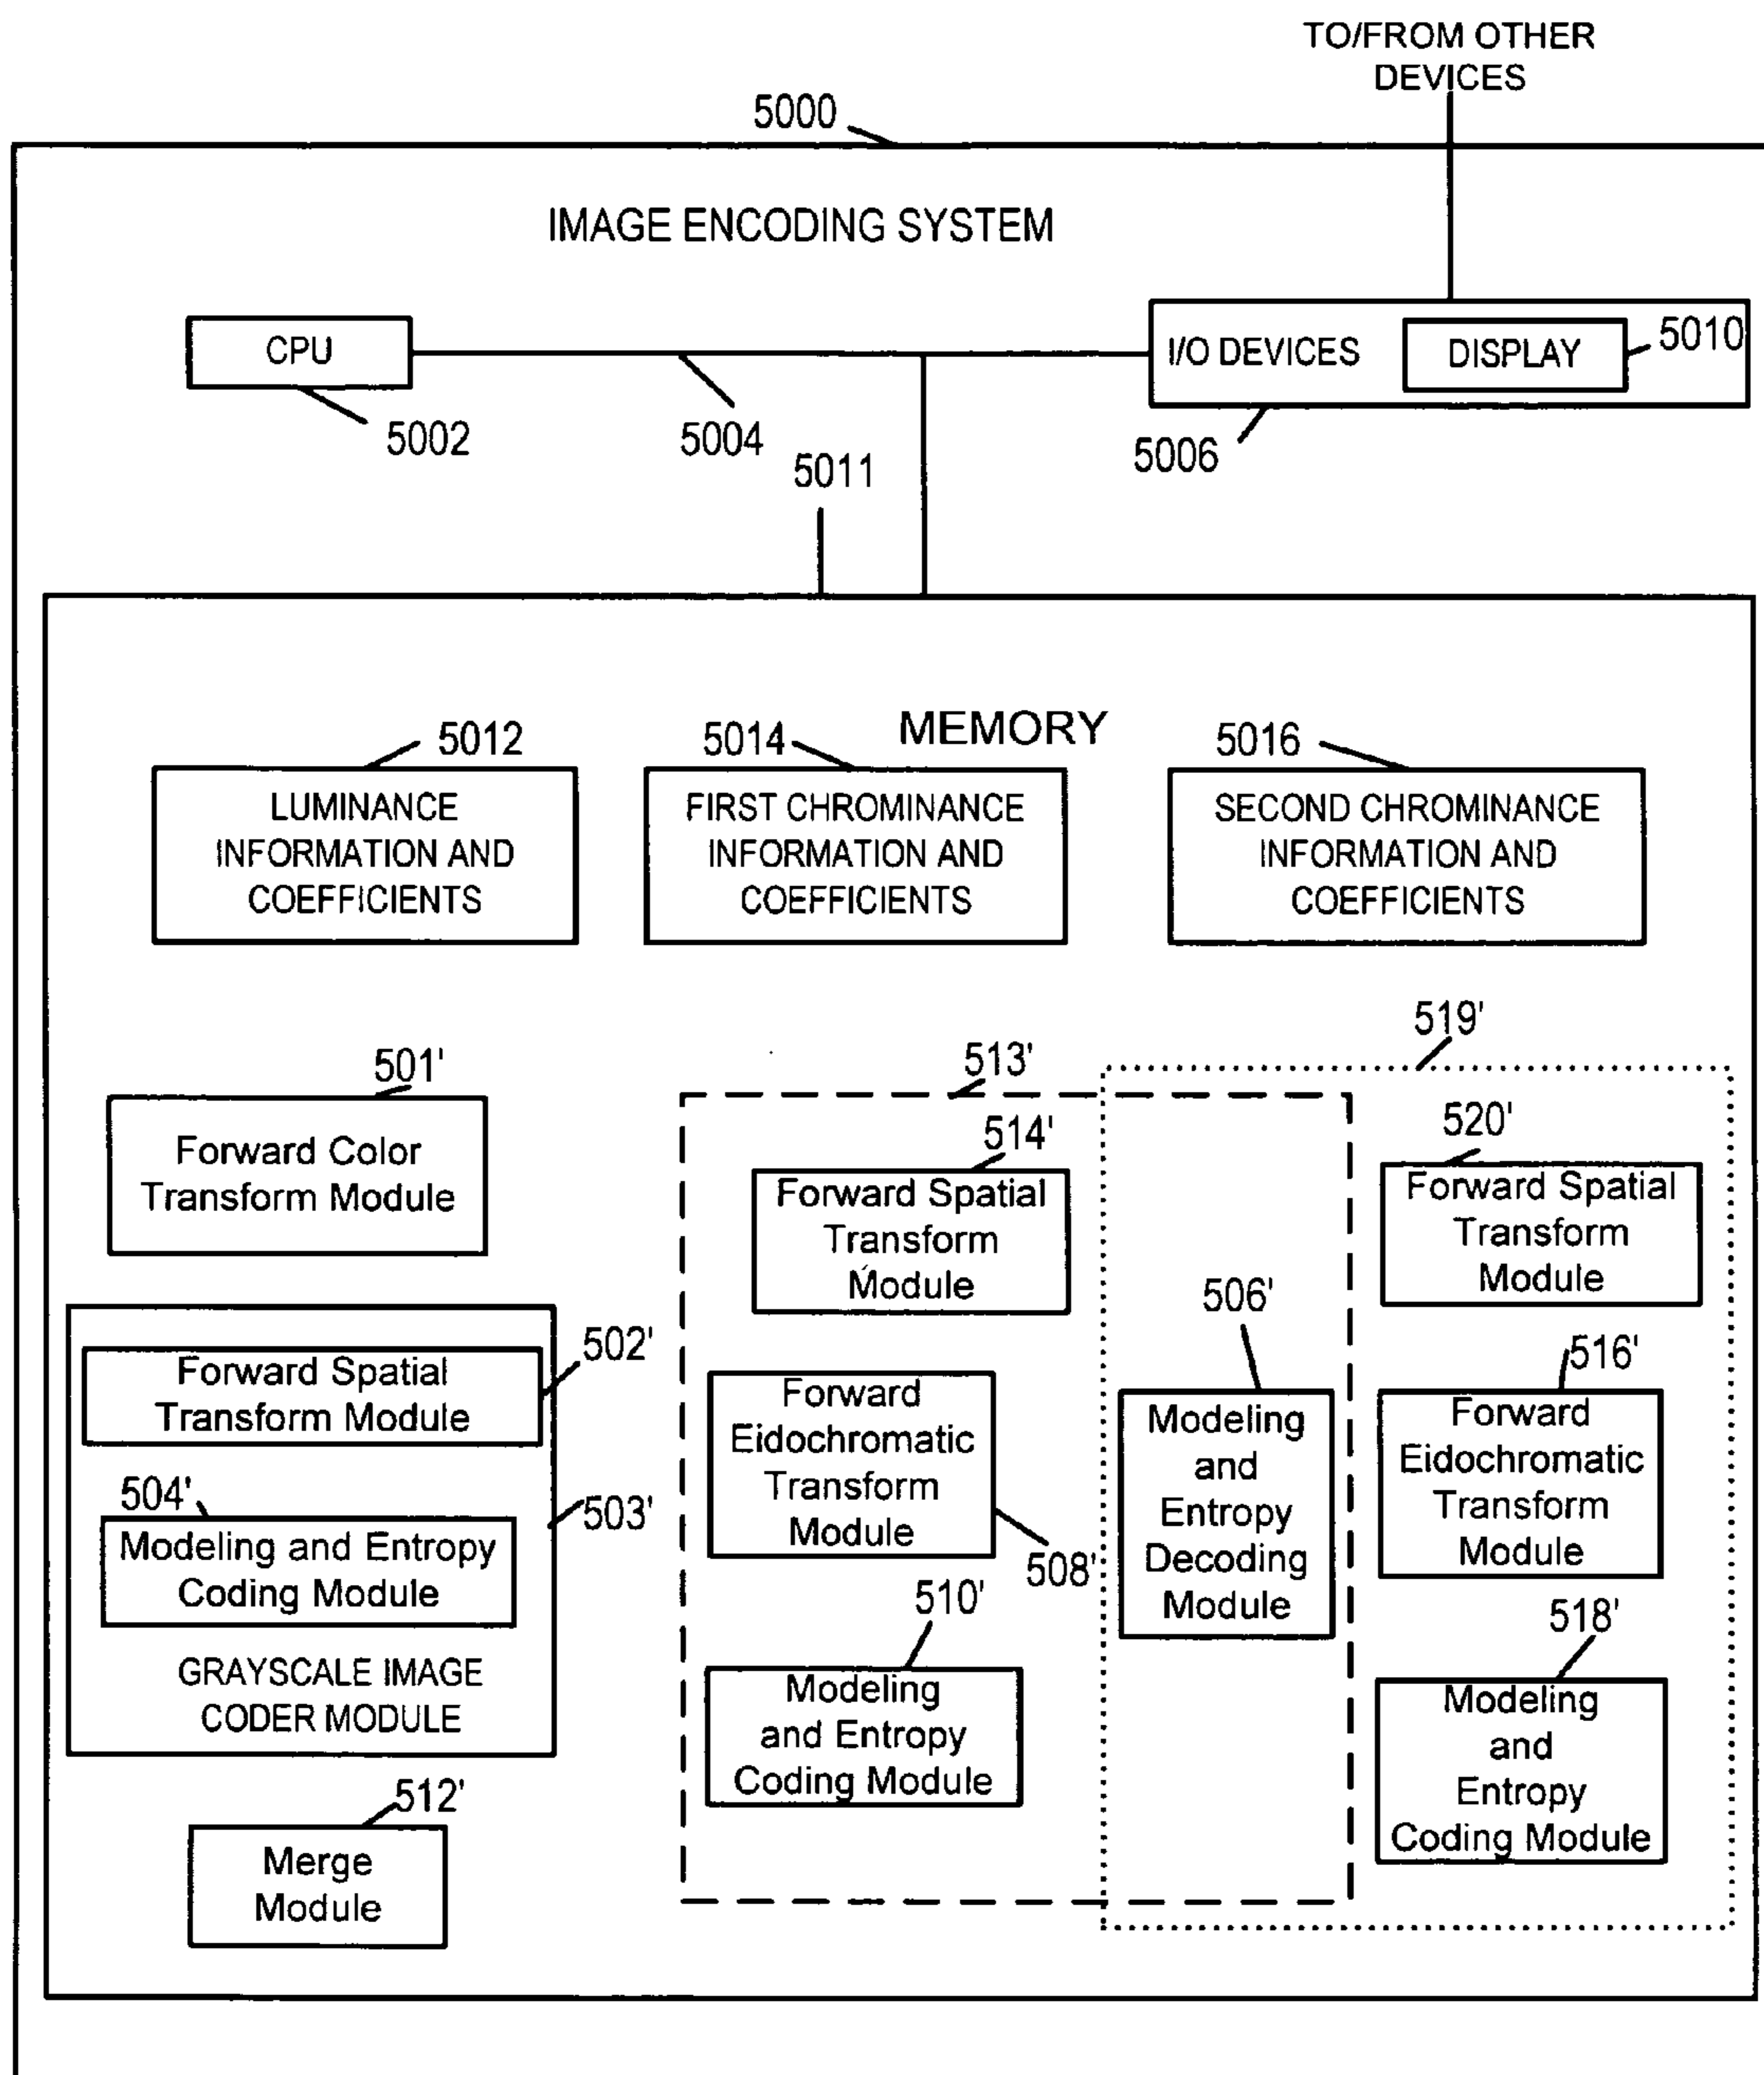 TO/FROM OTHER
DEVICES
5000
IMAGE ENCODING SYSTEM
CPU
I/O DEVICES
DISPLAY
5010
5002
5004
5006
5011
MEMORY
5012
5014
5016
LUMINANCE
INFORMATION AND
COEFFICIENTS
FIRST CHROMINANCE
INFORMATION AND
COEFFICIENTS
SECOND CHROMINANCE
INFORMATION AND
COEFFICIENTS
501'
Forward Color
Transform Module
502'
Forward Spatial
Transform Module
504'
503'
Modeling and Entropy
Coding Module
GRAYSCALE IMAGE
CODER MODULE
512'
Merge
Module
513'
514'
Forward Spatial
Transform
Module
Forward
Eidochromatic
Transform
Module
508'
510'
Modeling
and Entropy
Coding Module
506'
Modeling
and
Entropy
Decoding
Module
519'
520'
Forward Spatial
Transform
Module
516'
Forward
Eidochromatic
Transform
Module
518'
Modeling
and
Entropy
Coding Module